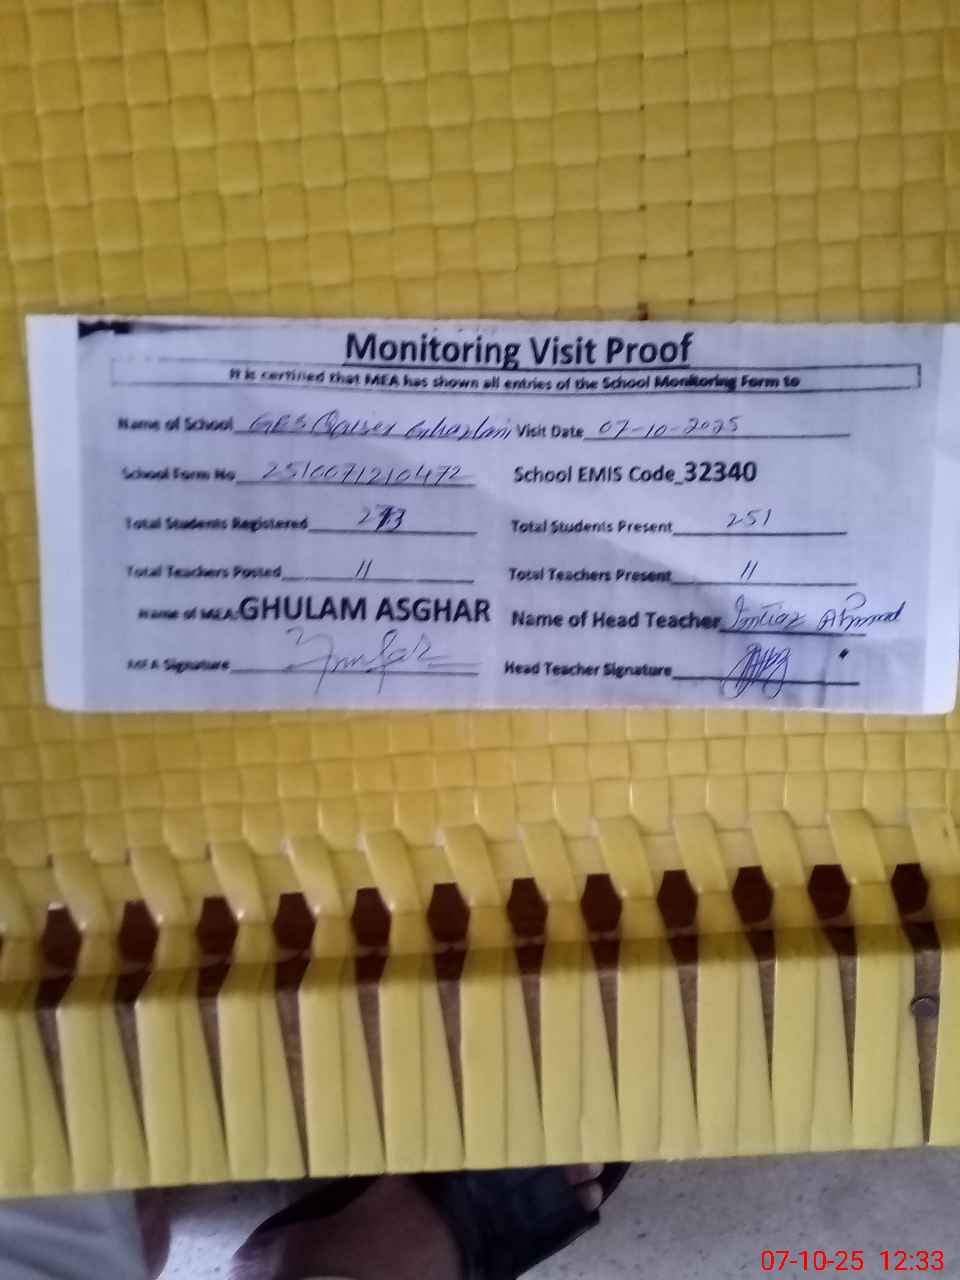 Monitoring Visit Proof
It is certified that MEA has shown all entries of the School Monitoring Form to
Name of School GES Qaiser Ghazlani Visit Date 07-10-2025
School Form No 2510071210472 School EMIS Code 32340
Total Students Registered 273 Total Students Present 251
Total Teachers Posted 11 Total Teachers Present 11
Name of MEA: GHULAM ASGHAR Name of Head Teacher Imtiaz Ahmad
MEA Signature Head Teacher Signature
07-10-25 12:33